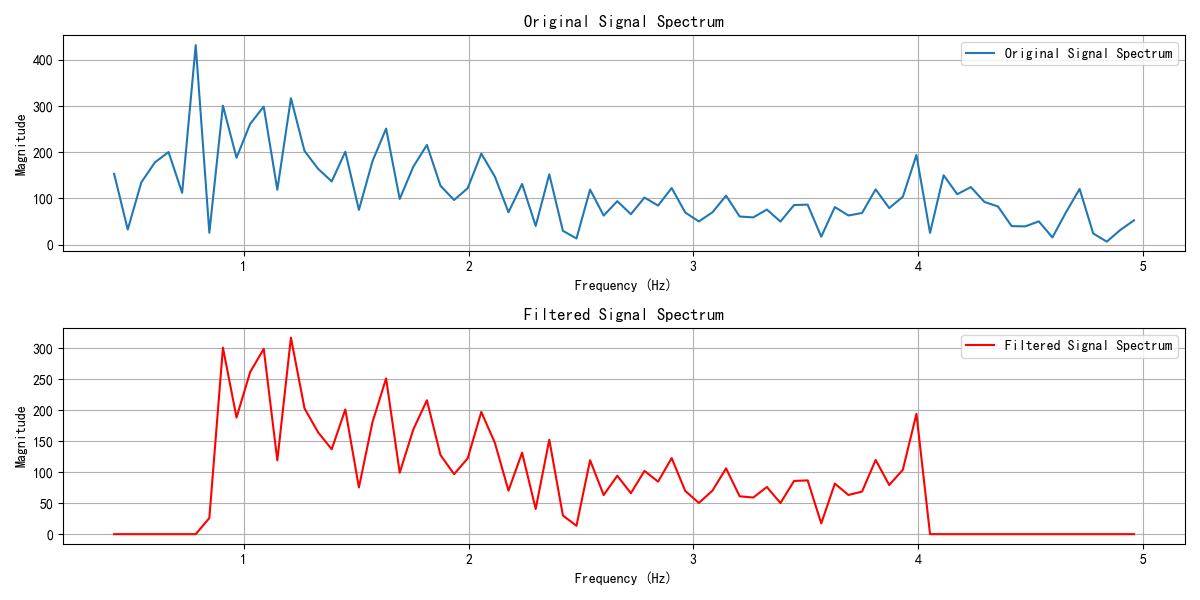 Original Signal Spectrum
Original Signal Spectrum
400
300
200
100
0
Magnitude
1
2
3
4
5
Frequency (Hz)
Filtered Signal Spectrum
Filtered Signal Spectrum
300
250
200
150
100
50
0
Magnitude
1
2
3
4
5
Frequency (Hz)